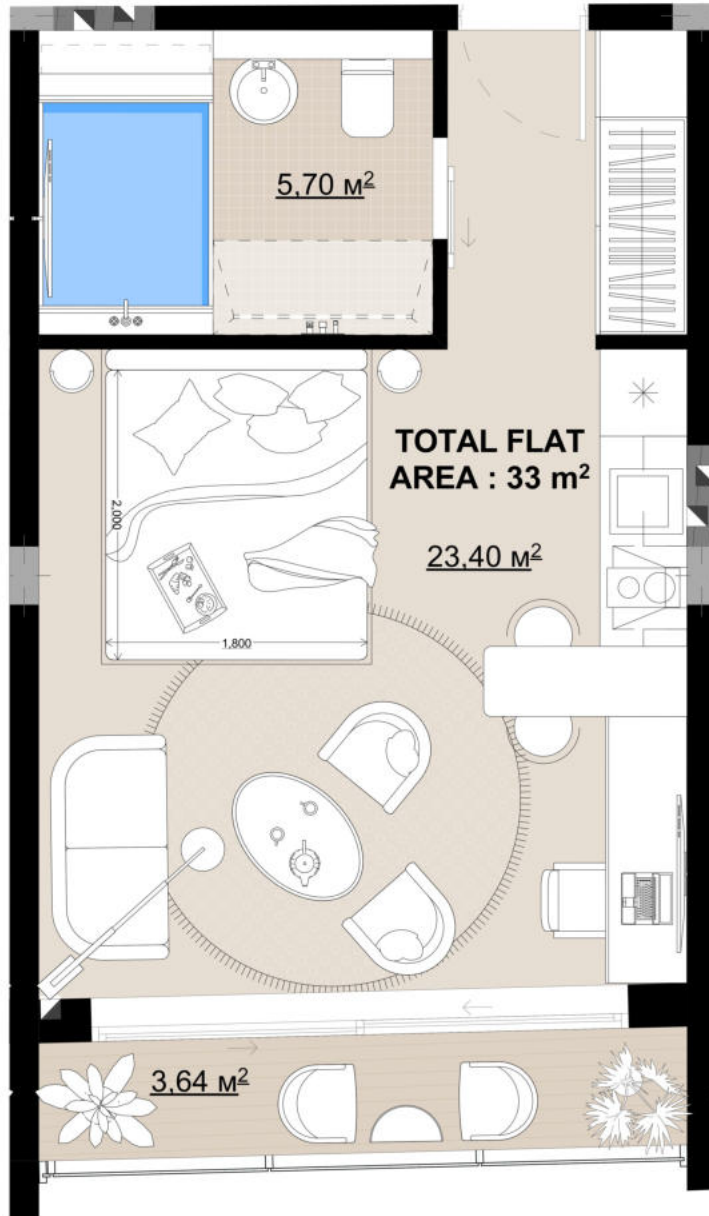 5,70 м²
TOTAL FLAT
AREA : 33 m²
23,40 м²
2,000
1,800
3,64 м²